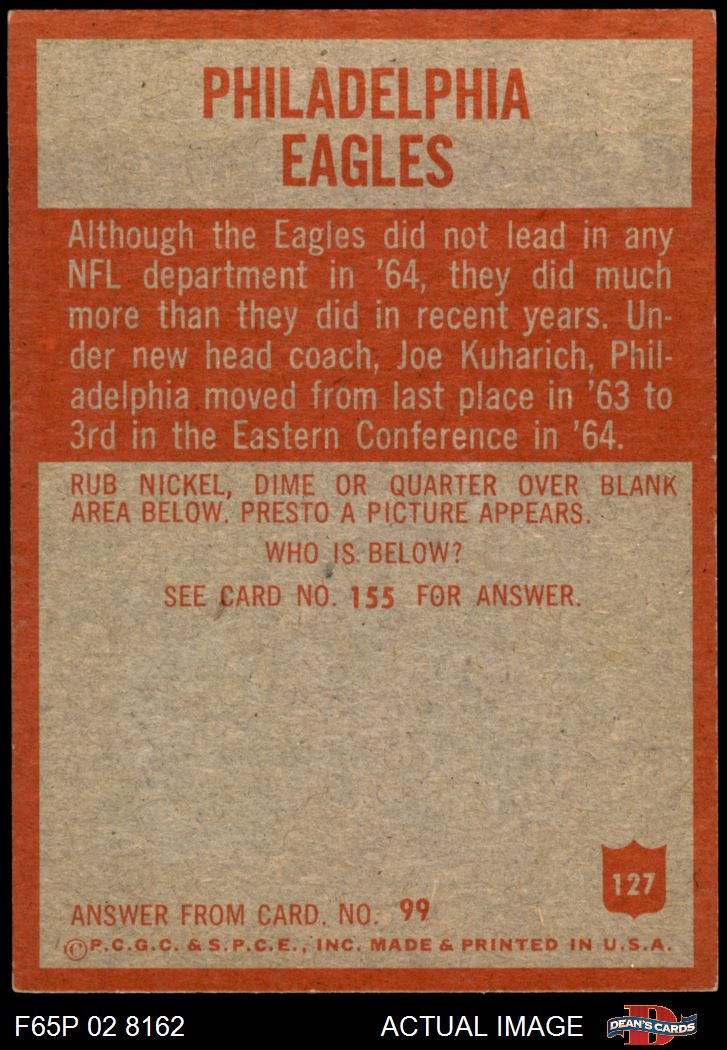 PHILADELPHIA
EAGLES
Although the Eagles did not lead in any
NFL department in '64, they did much
more than they did in recent years. Un-
der new head coach, Joe Kuharich, Phil-
adelphia moved from last place in '63 to
3rd in the Eastern Conference in '64.
RUB NICKEL, DIME OR QUARTER OVER BLANK
AREA BELOW. PRESTO A PICTURE APPEARS.
WHO IS BELOW?
SEE CARD NO. 155 FOR ANSWER.
127
ANSWER FROM CARD. NO. 99
©P.C.G.C. & S.P.C.E., INC. MADE & PRINTED IN U.S.A.
F65P 02 8162 ACTUAL IMAGE
D
DEAN'S CARDS